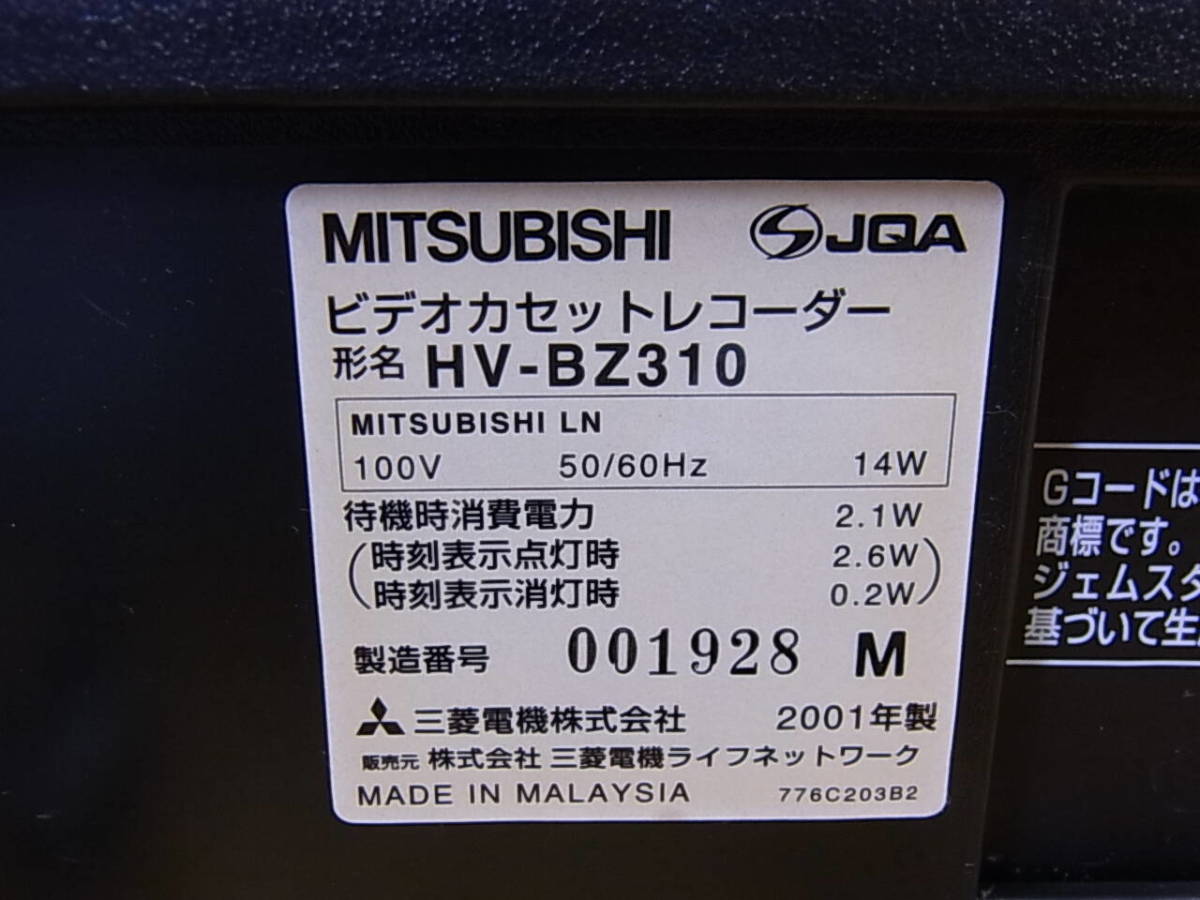 MITSUBISHI JQA
ビデオカセットレコーダー
形名 HV-BZ310
MITSUBISHI LN
100V 50/60Hz 14W
待機時消費電力 2.1W
(時刻表示点灯時 2.6W)
(時刻表示消灯時 0.2W)
製造番号 001928 M
三菱電機株式会社 2001年製
販売元 株式会社 三菱電機ライフネットワーク
MADE IN MALAYSIA 776C203B2
Gコードは
商標です。
ジェムスタ
基づいて生